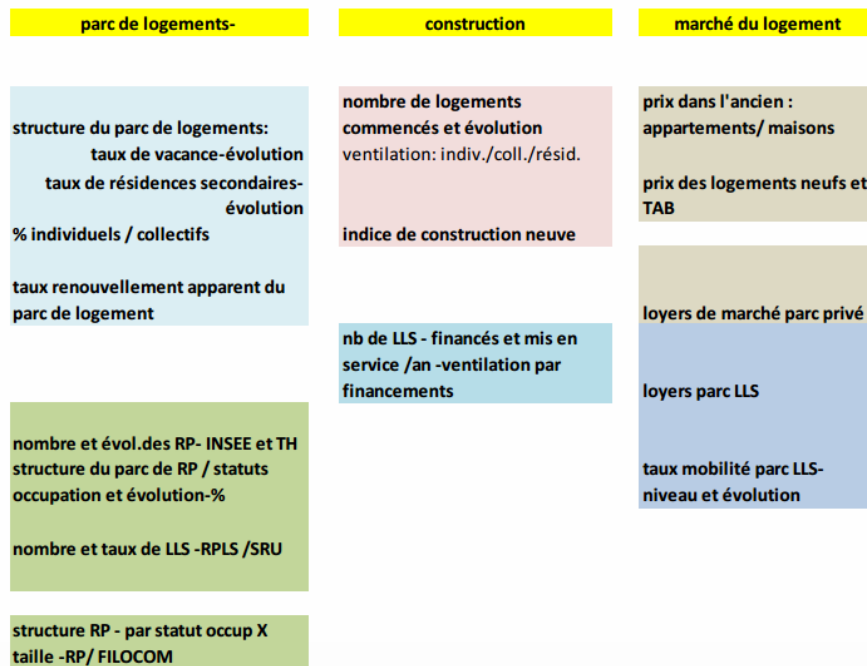 parc de logements-
structure du parc de logements:
taux de vacance-évolution
taux de résidences secondaires-
évolution
% individuels / collectifs
taux renouvellement apparent du
parc de logement
nombre et évol.des RP- INSEE et TH
structure du parc de RP / statuts
occupation et évolution-%
nombre et taux de LLS -RPLS /SRU
structure RP - par statut occup X
taille -RP/ FILOCOM
construction
nombre de logements
commencés et évolution
ventilation: indiv./coll./résid.
indice de construction neuve
nb de LLS - financés et mis en
service /an -ventilation par
financements
marché du logement
prix dans l'ancien :
appartements/ maisons
prix des logements neufs et
TAB
loyers de marché parc privé
loyers parc LLS
taux mobilité parc LLS-
niveau et évolution